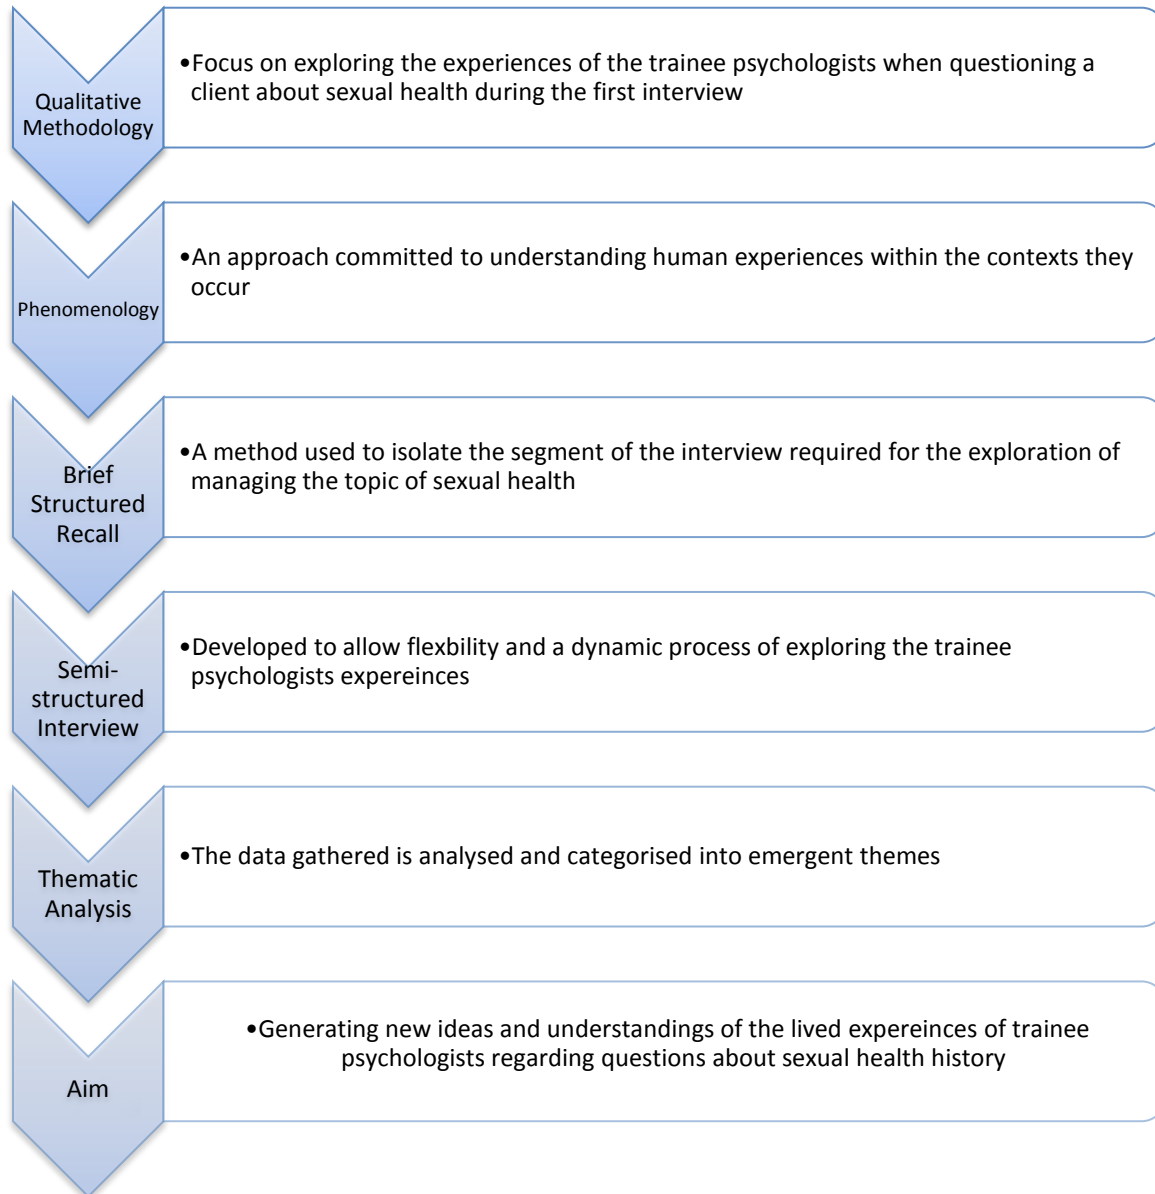 Qualitative
Methodology
•Focus on exploring the experiences of the trainee psychologists when questioning a
client about sexual health during the first interview
Phenomenology
•An approach committed to understanding human experiences within the contexts they
occur
Brief
Structured
Recall
•A method used to isolate the segment of the interview required for the exploration of
managing the topic of sexual health
Semi-
structured
Interview
•Developed to allow flexbility and a dynamic process of exploring the trainee
psychologists expereinces
Thematic
Analysis
•The data gathered is analysed and categorised into emergent themes
Aim
•Generating new ideas and understandings of the lived expereinces of trainee
psychologists regarding questions about sexual health history